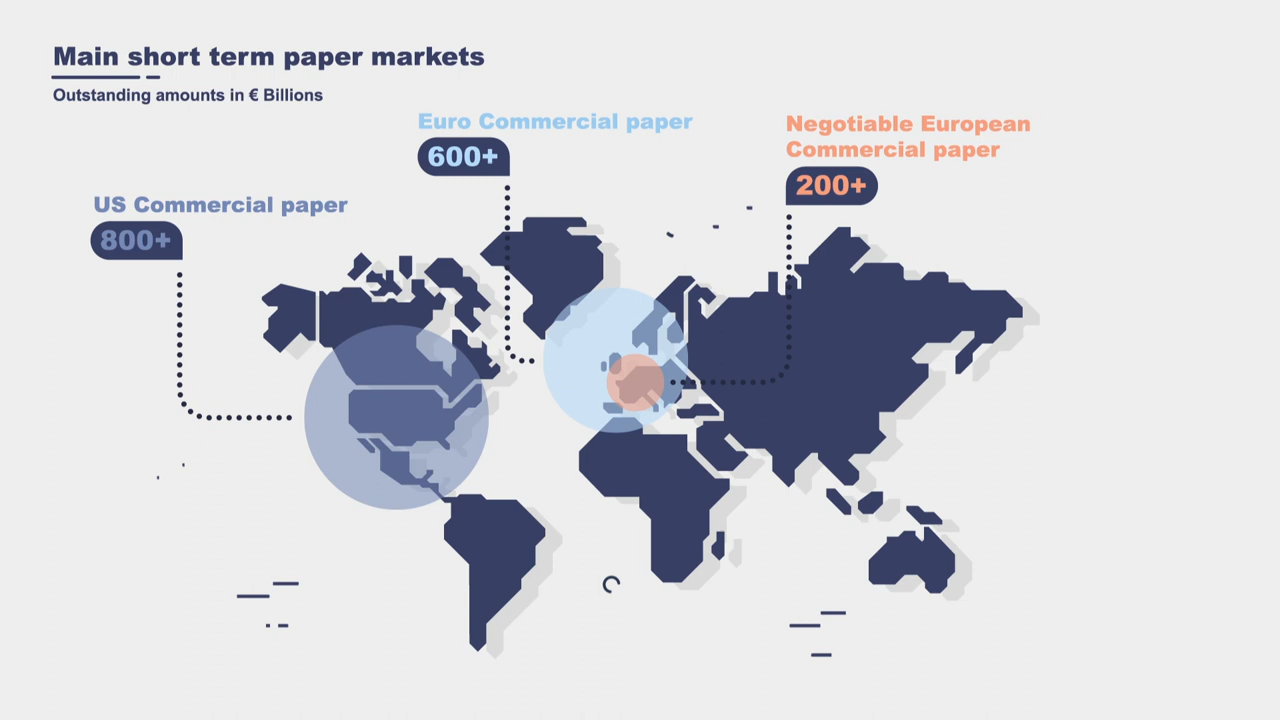 Main short term paper markets
Outstanding amounts in € Billions
Euro Commercial paper
600+
Negotiable European
Commercial paper
200+
US Commercial paper
800+